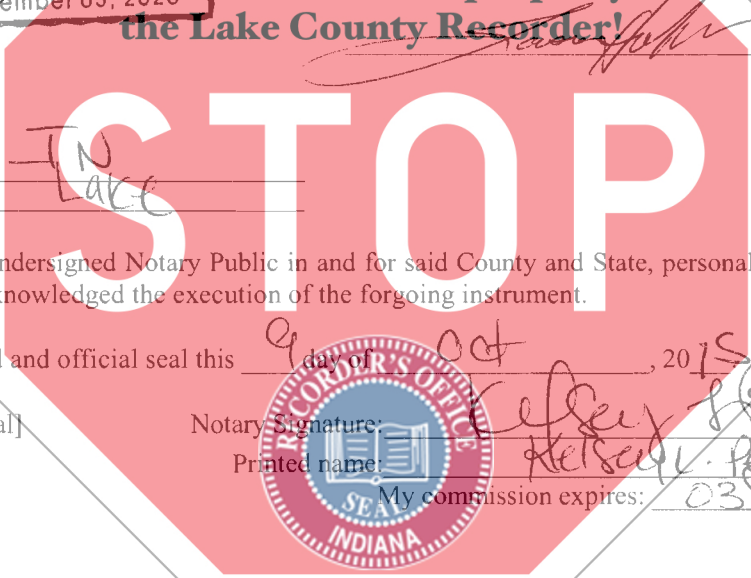 the Lake County Recorder!
IN
Lake
STOP
ndersigned Notary Public in and for said County and State, personal
knowledged the execution of the forgoing instrument.
l and official seal this 9 day of Oct , 2015
al] Notary Signature:
Printed name: Kelsey L.
My commission expires: 03
RECORDER'S OFFICE
SEAL
INDIANA